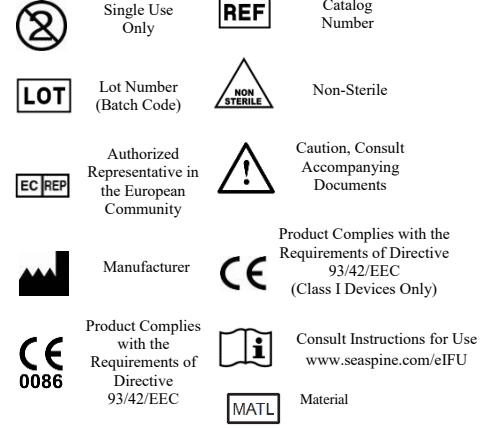 2
Single Use
Only
REF
Catalog
Number
LOT
Lot Number
(Batch Code)
NON
STERILE
Non-Sterile
EC REP
Authorized
Representative in
the European
Community
!
Caution, Consult
Accompanying
Documents
Manufacturer
CE
Product Complies with the
Requirements of Directive
93/42/EEC
(Class I Devices Only)
CE
0086
Product Complies
with the
Requirements of
Directive
93/42/EEC
i
Consult Instructions for Use
www.seaspine.com/eIFU
MATL
Material